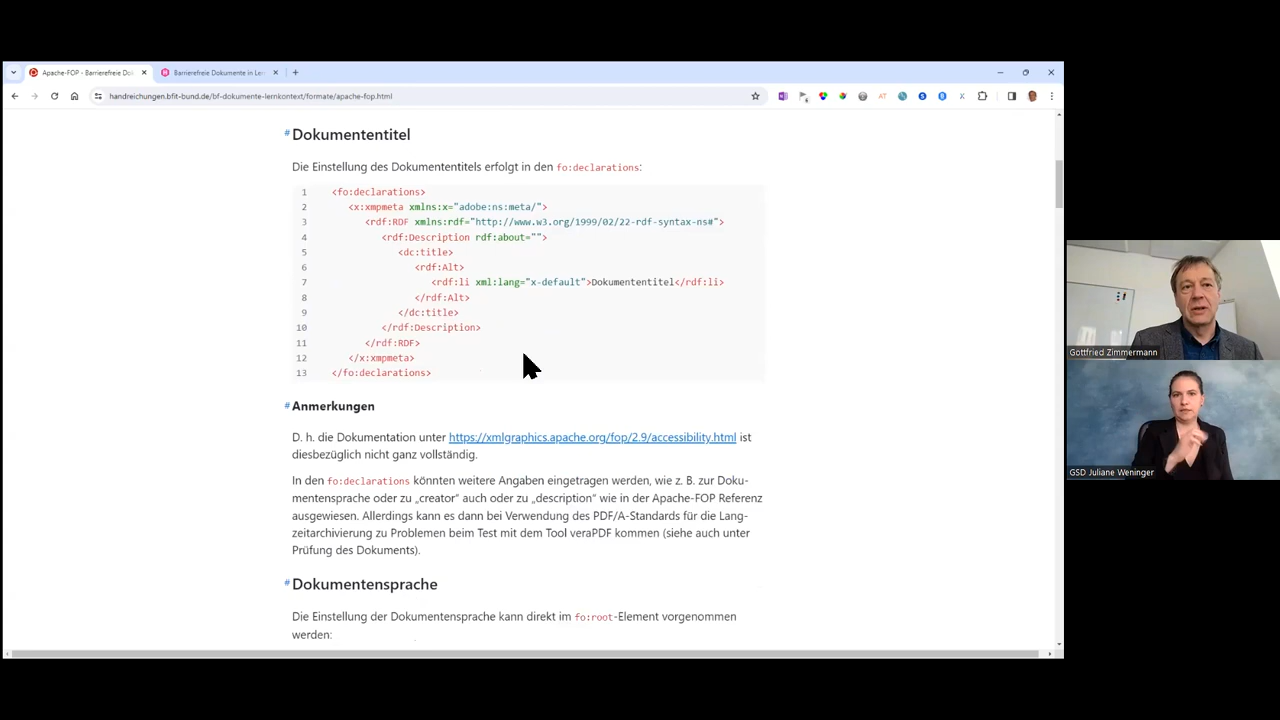 Apache-FOP - Barrierefreie Do
Barrierefreie Dokumente in Le
handreichungen.bfit-bund.de/bf-dokumente-lernkontext/formate/apache-fop.html
# Dokumententitel
Die Einstellung des Dokumententitels erfolgt in den fo:declarations:
1 <fo:declarations>
2 <x:xmpmeta xmlns:x="adobe:ns:meta/">
3 <rdf:RDF xmlns:rdf="http://www.w3.org/1999/02/22-rdf-syntax-ns#">
4 <rdf:Description rdf:about="">
5 <dc:title>
6 <rdf:Alt>
7 <rdf:li xml:lang="x-default">Dokumententitel</rdf:li>
8 </rdf:Alt>
9 </dc:title>
10 </rdf:Description>
11 </rdf:RDF>
12 </x:xmpmeta>
13 </fo:declarations>
# Anmerkungen
D. h. die Dokumentation unter https://xmlgraphics.apache.org/fop/2.9/accessibility.html ist
diesbezüglich nicht ganz vollständig.
In den fo:declarations könnten weitere Angaben eingetragen werden, wie z. B. zur Doku-
mentensprache oder zu „creator“ auch oder zu „description“ wie in der Apache-FOP Referenz
ausgewiesen. Allerdings kann es dann bei Verwendung des PDF/A-Standards für die Lang-
zeitarchivierung zu Problemen beim Test mit dem Tool veraPDF kommen (siehe auch unter
Prüfung des Dokuments).
# Dokumentensprache
Die Einstellung der Dokumentensprache kann direkt im fo:root-Element vorgenommen
werden:
Gottfried Zimmermann
GSD Juliane Weninger